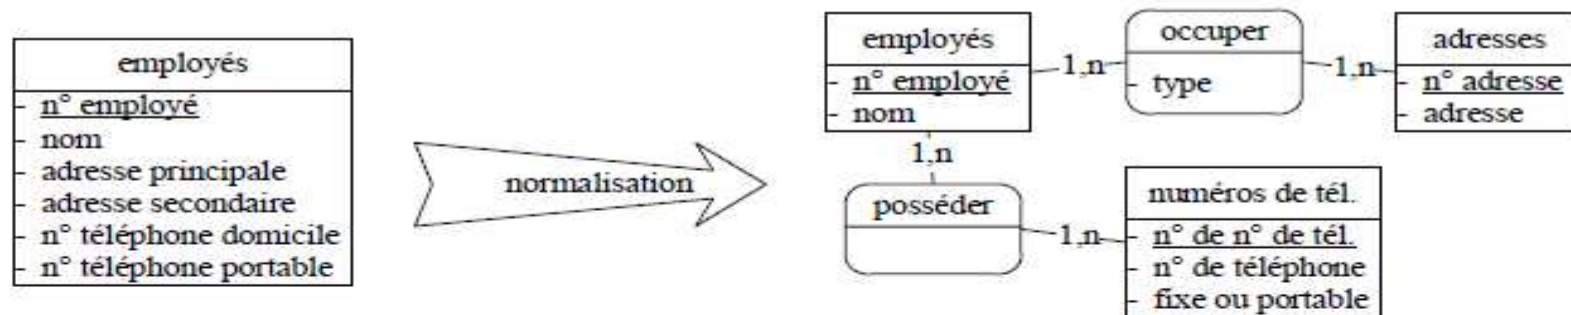 employés
- n° employé
- nom
- adresse principale
- adresse secondaire
- n° téléphone domicile
- n° téléphone portable
normalisation
employés
- n° employé
- nom
1,n
occuper
- type
1,n
adresses
- n° adresse
- adresse
1,n
posséder
1,n
numéros de tél.
- n° de n° de tél.
- n° de téléphone
- fixe ou portable